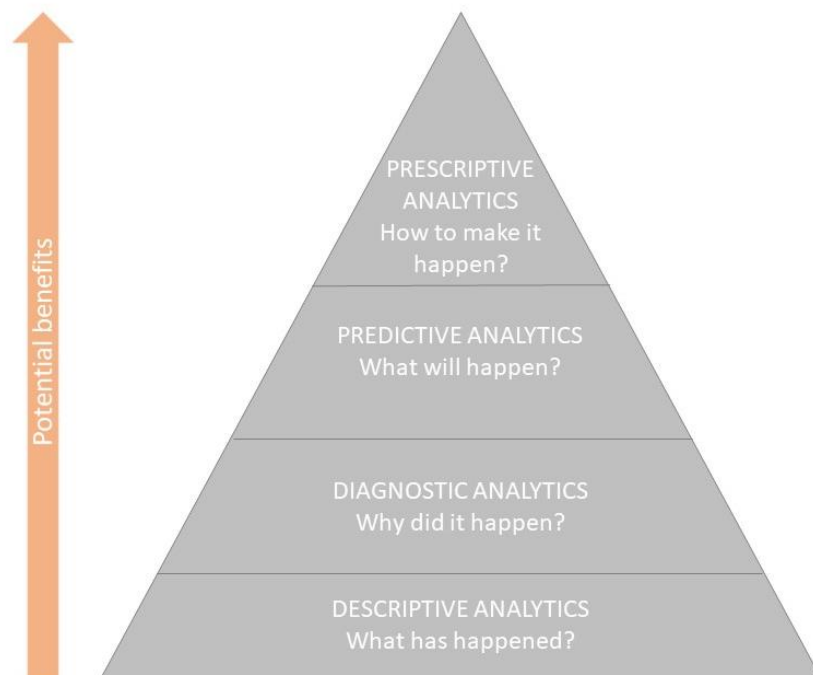 Potential benefits
PRESCRIPTIVE
ANALYTICS
How to make it
happen?
PREDICTIVE ANALYTICS
What will happen?
DIAGNOSTIC ANALYTICS
Why did it happen?
DESCRIPTIVE ANALYTICS
What has happened?